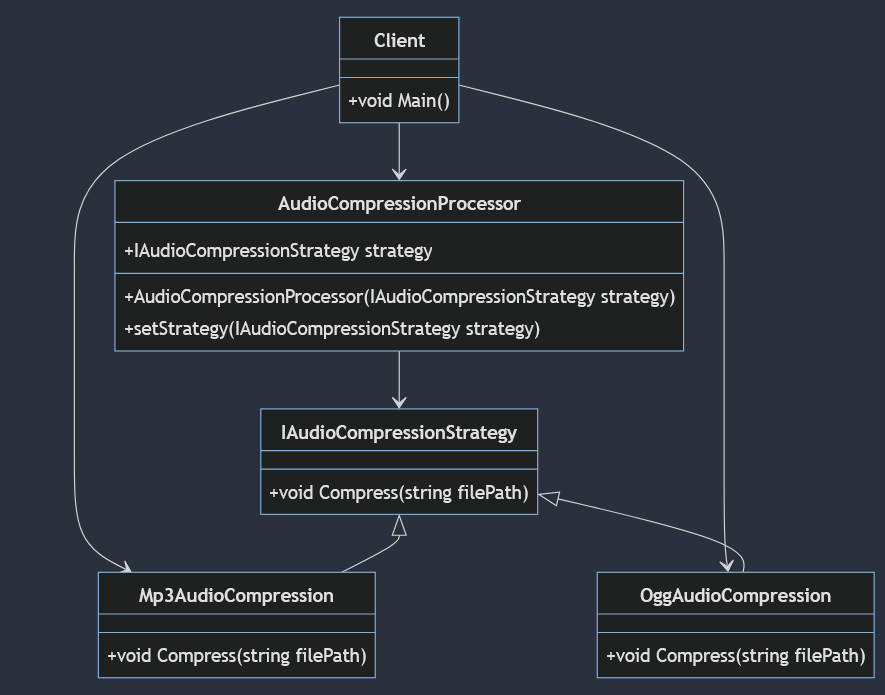 Client
+void Main()
AudioCompressionProcessor
+IAudioCompressionStrategy strategy
+AudioCompressionProcessor(IAudioCompressionStrategy strategy)
+setStrategy(IAudioCompressionStrategy strategy)
IAudioCompressionStrategy
+void Compress(string filePath)
Mp3AudioCompression
+void Compress(string filePath)
OggAudioCompression
+void Compress(string filePath)